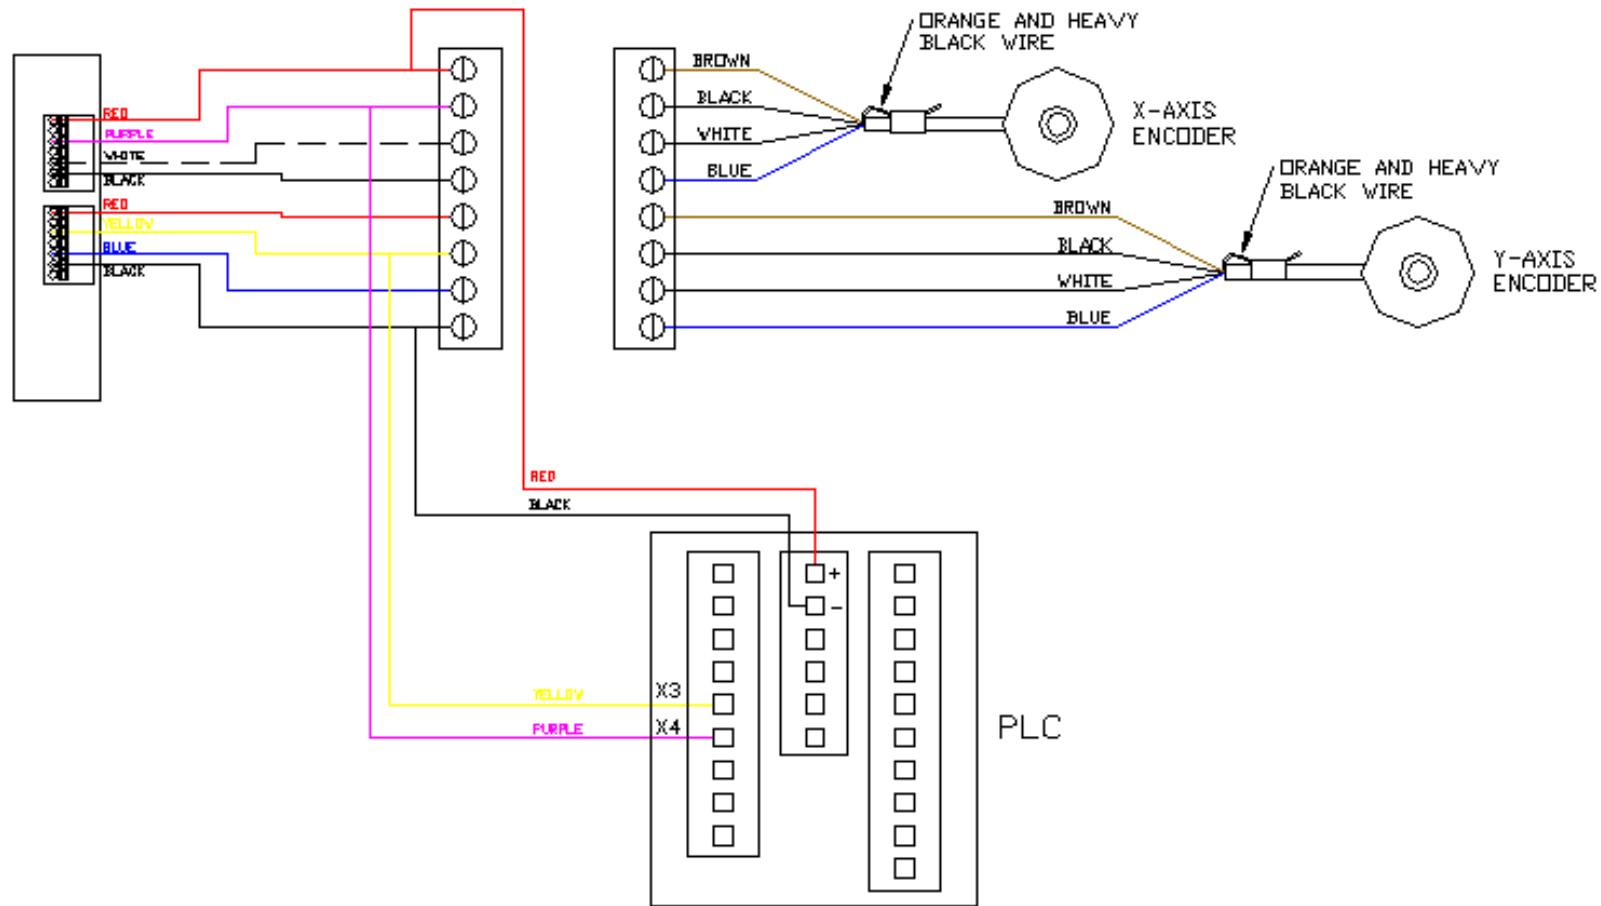 ORANGE AND HEAVY
BLACK WIRE
BROWN
BLACK
WHITE
BLUE
X-AXIS
ENCODER
RED
PURPLE
WHITE
BLACK
RED
YELLOW
BLUE
BLACK
ORANGE AND HEAVY
BLACK WIRE
BROWN
BLACK
WHITE
BLUE
Y-AXIS
ENCODER
RED
BLACK
+
-
YELLOW
X3
PURPLE
X4
PLC